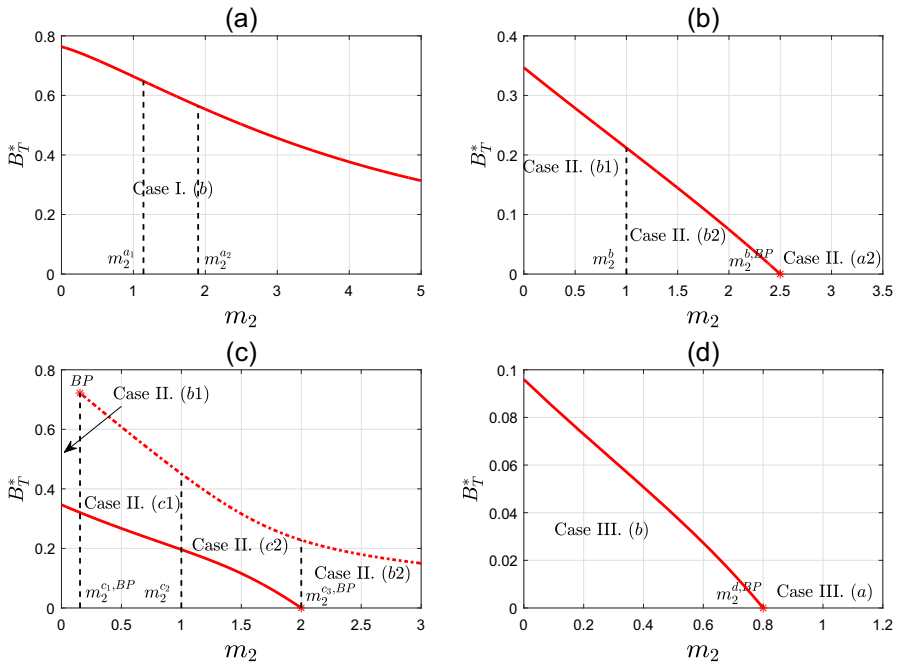 (a)
0.8
0.6
0.4
0.2
0
B*_T
Case I. (b)
m_2^{a_1}
m_2^{a_2}
0 1 2 3 4 5
m_2
(b)
0.4
0.3
0.2
0.1
0
B*_T
Case II. (b1)
Case II. (b2)
m_2^b
m_2^{b,BP}
Case II. (a2)
0 0.5 1 1.5 2 2.5 3 3.5
m_2
(c)
0.8
0.6
0.4
0.2
0
B*_T
BP
Case II. (b1)
Case II. (c1)
Case II. (c2)
Case II. (b2)
m_2^{c_1,BP}
m_2^{c_2}
m_2^{c_3,BP}
0 0.5 1 1.5 2 2.5 3
m_2
(d)
0.1
0.08
0.06
0.04
0.02
0
B*_T
Case III. (b)
m_2^{d,BP}
Case III. (a)
0 0.2 0.4 0.6 0.8 1 1.2
m_2